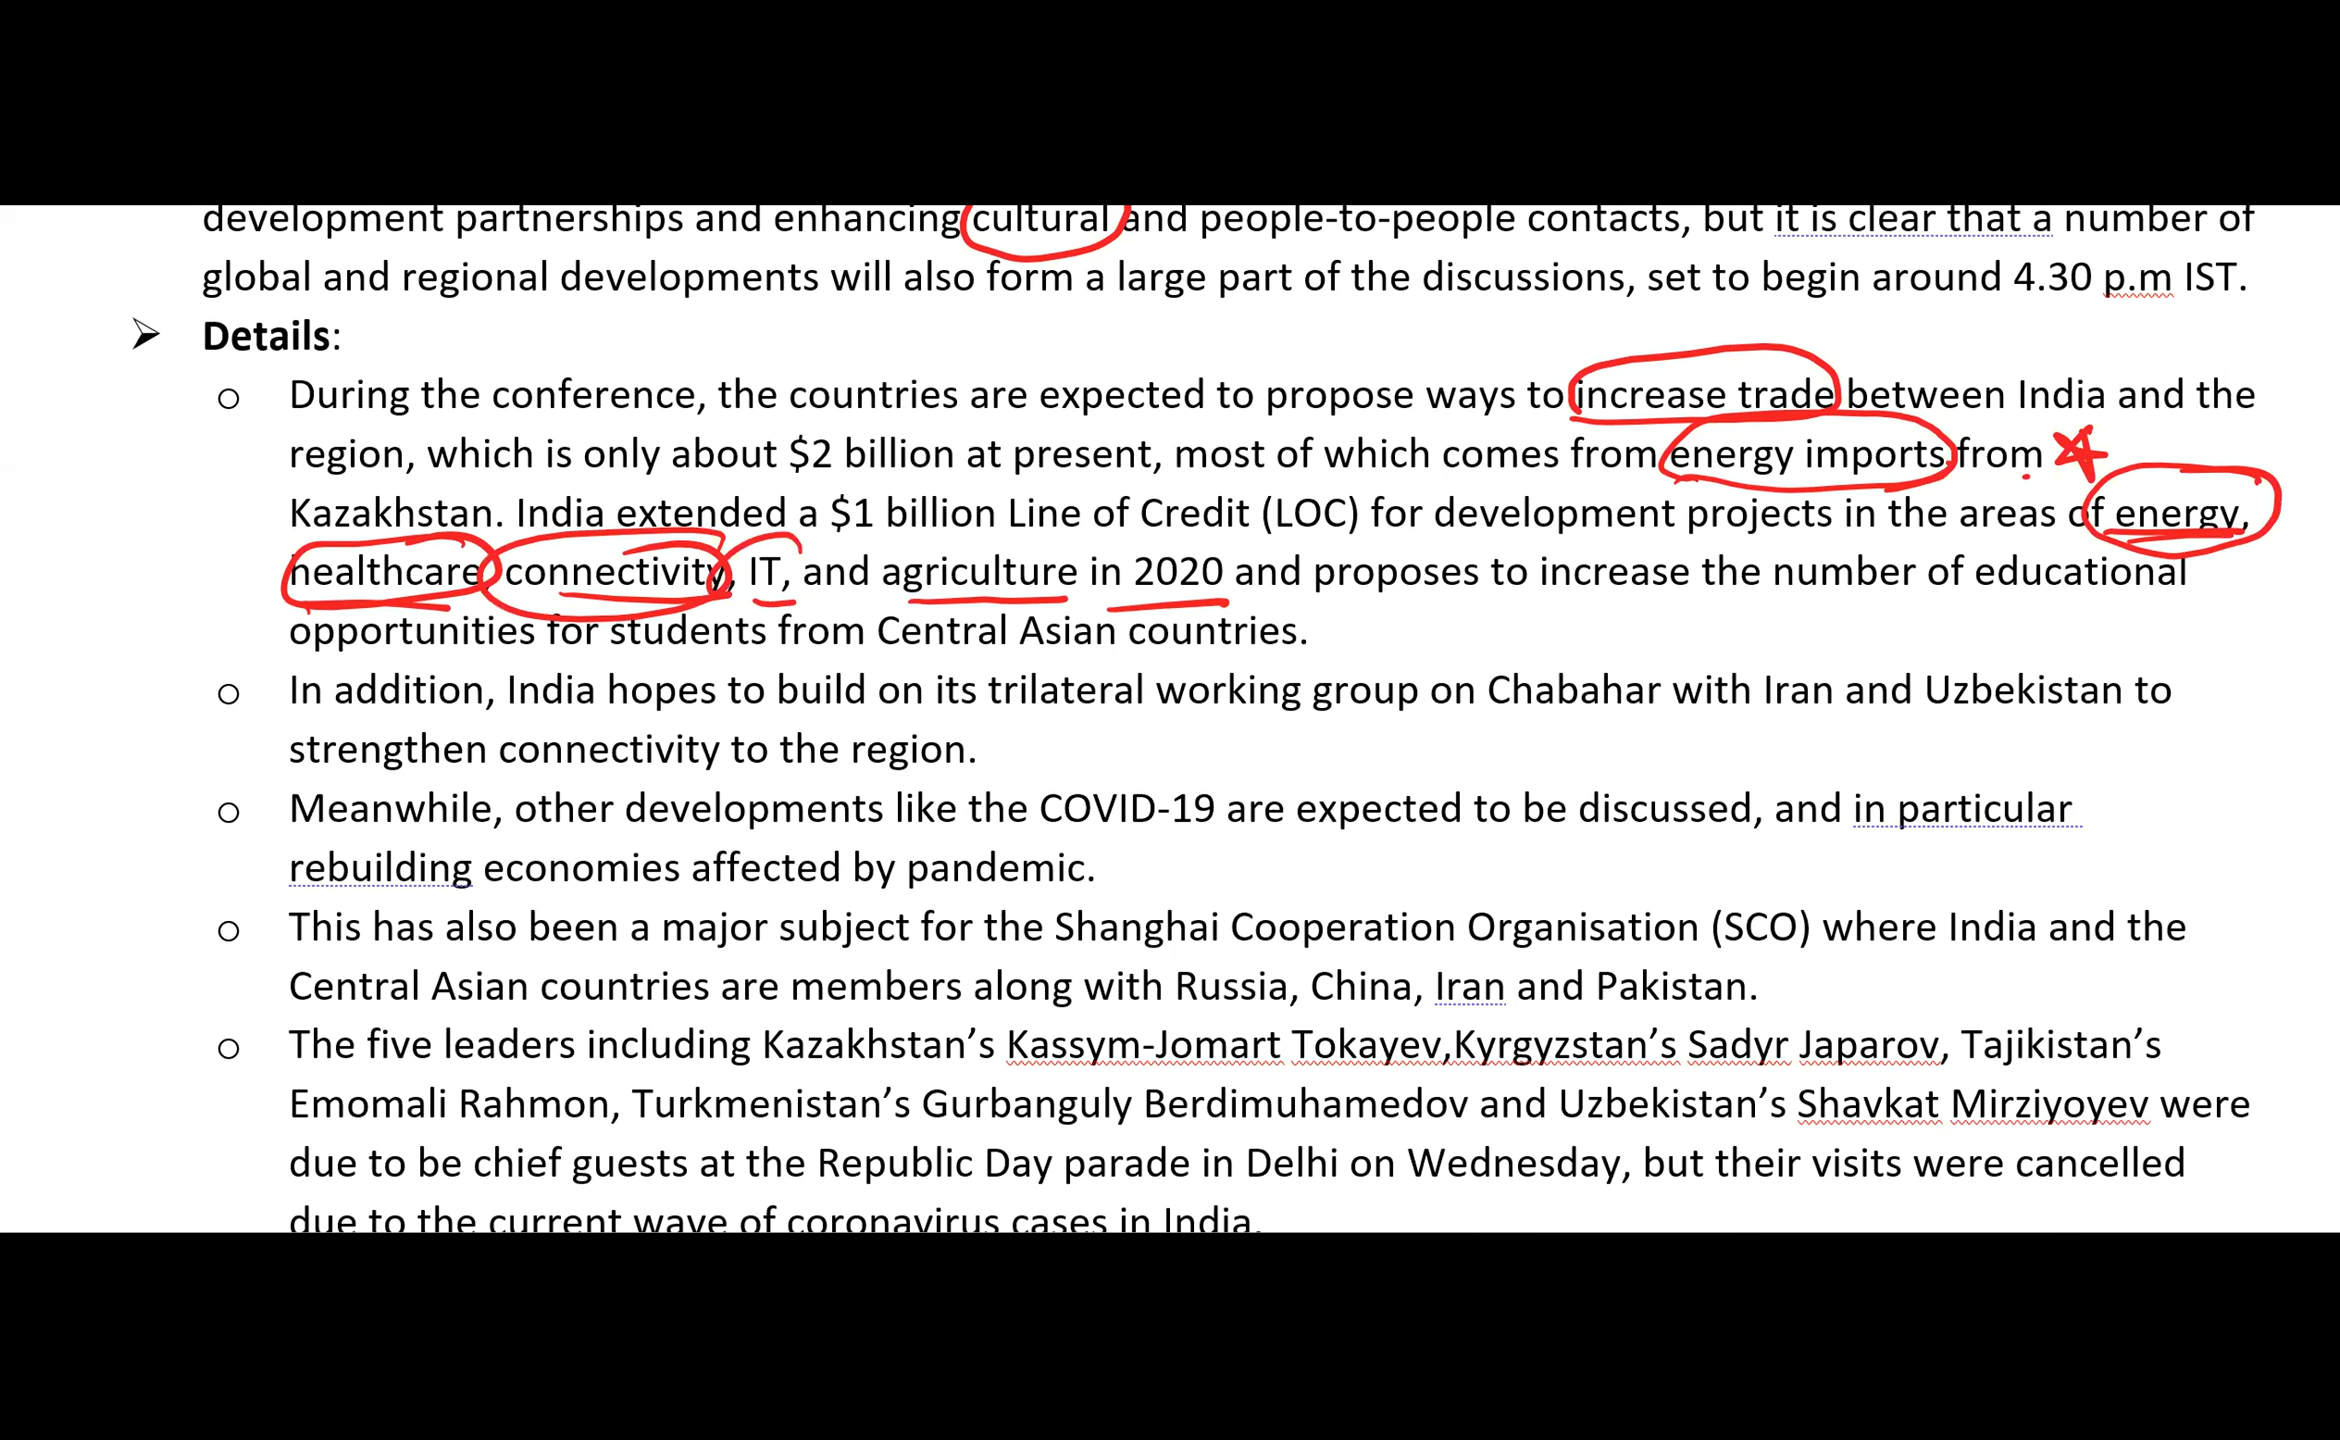 development partnerships and enhancing cultural and people-to-people contacts, but it is clear that a number of
global and regional developments will also form a large part of the discussions, set to begin around 4.30 p.m IST.
Details:
During the conference, the countries are expected to propose ways to increase trade between India and the
region, which is only about $2 billion at present, most of which comes from energy imports from
Kazakhstan. India extended a $1 billion Line of Credit (LOC) for development projects in the areas of energy,
healthcare, connectivity, IT, and agriculture in 2020 and proposes to increase the number of educational
opportunities for students from Central Asian countries.
In addition, India hopes to build on its trilateral working group on Chabahar with Iran and Uzbekistan to
strengthen connectivity to the region.
Meanwhile, other developments like the COVID-19 are expected to be discussed, and in particular
rebuilding economies affected by pandemic.
This has also been a major subject for the Shanghai Cooperation Organisation (SCO) where India and the
Central Asian countries are members along with Russia, China, Iran and Pakistan.
The five leaders including Kazakhstan’s Kassym-Jomart Tokayev,Kyrgyzstan’s Sadyr Japarov, Tajikistan’s
Emomali Rahmon, Turkmenistan’s Gurbanguly Berdimuhamedov and Uzbekistan’s Shavkat Mirziyoyev were
due to be chief guests at the Republic Day parade in Delhi on Wednesday, but their visits were cancelled
due to the current wave of coronavirus cases in India.